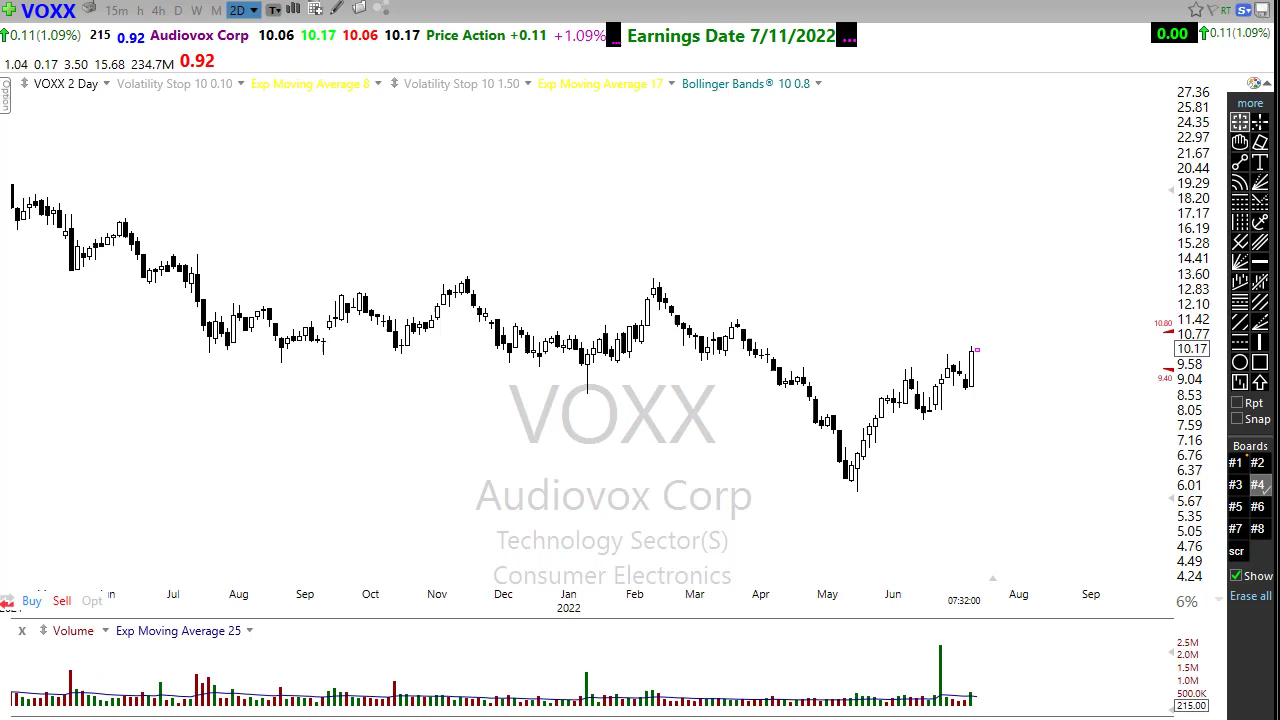 VOXX 15m h 4h D W M 2D T RT S
0.11(1.09%) 215 0.92 Audiovox Corp 10.06 10.17 10.06 10.17 Price Action +0.11 +1.09% ... Earnings Date 7/11/2022 ... 0.00 0.11(1.09%)
1.04 0.17 3.50 15.68 234.7M 0.92
Option
VOXX 2 Day Volatility Stop 10 0.10 Exp Moving Average 8 Volatility Stop 10 1.50 Exp Moving Average 17 Bollinger Bands® 10 0.8
27.36
25.81
24.35
22.97
21.67
20.44
19.29
18.20
17.17
16.19
15.28
14.41
13.60
12.83
12.10
11.42
10.80
10.77
10.17
9.58
9.40
9.04
8.53
8.05
7.59
7.16
6.76
6.37
6.01
5.67
5.35
5.05
4.76
4.49
4.24
VOXX
Audiovox Corp
Technology Sector(S)
Consumer Electronics
Jul Aug Sep Oct Nov Dec Jan Feb Mar Apr May Jun 07:32:00 Aug Sep
2022
Buy Sell Opt
6%
X Volume Exp Moving Average 25
2.5M
2.0M
1.5M
1.0M
500.0K
215.00
more
T
Rpt
Snap
Boards
#1 #2
#3 #4
#5 #6
#7 #8
scr
Show
Erase all